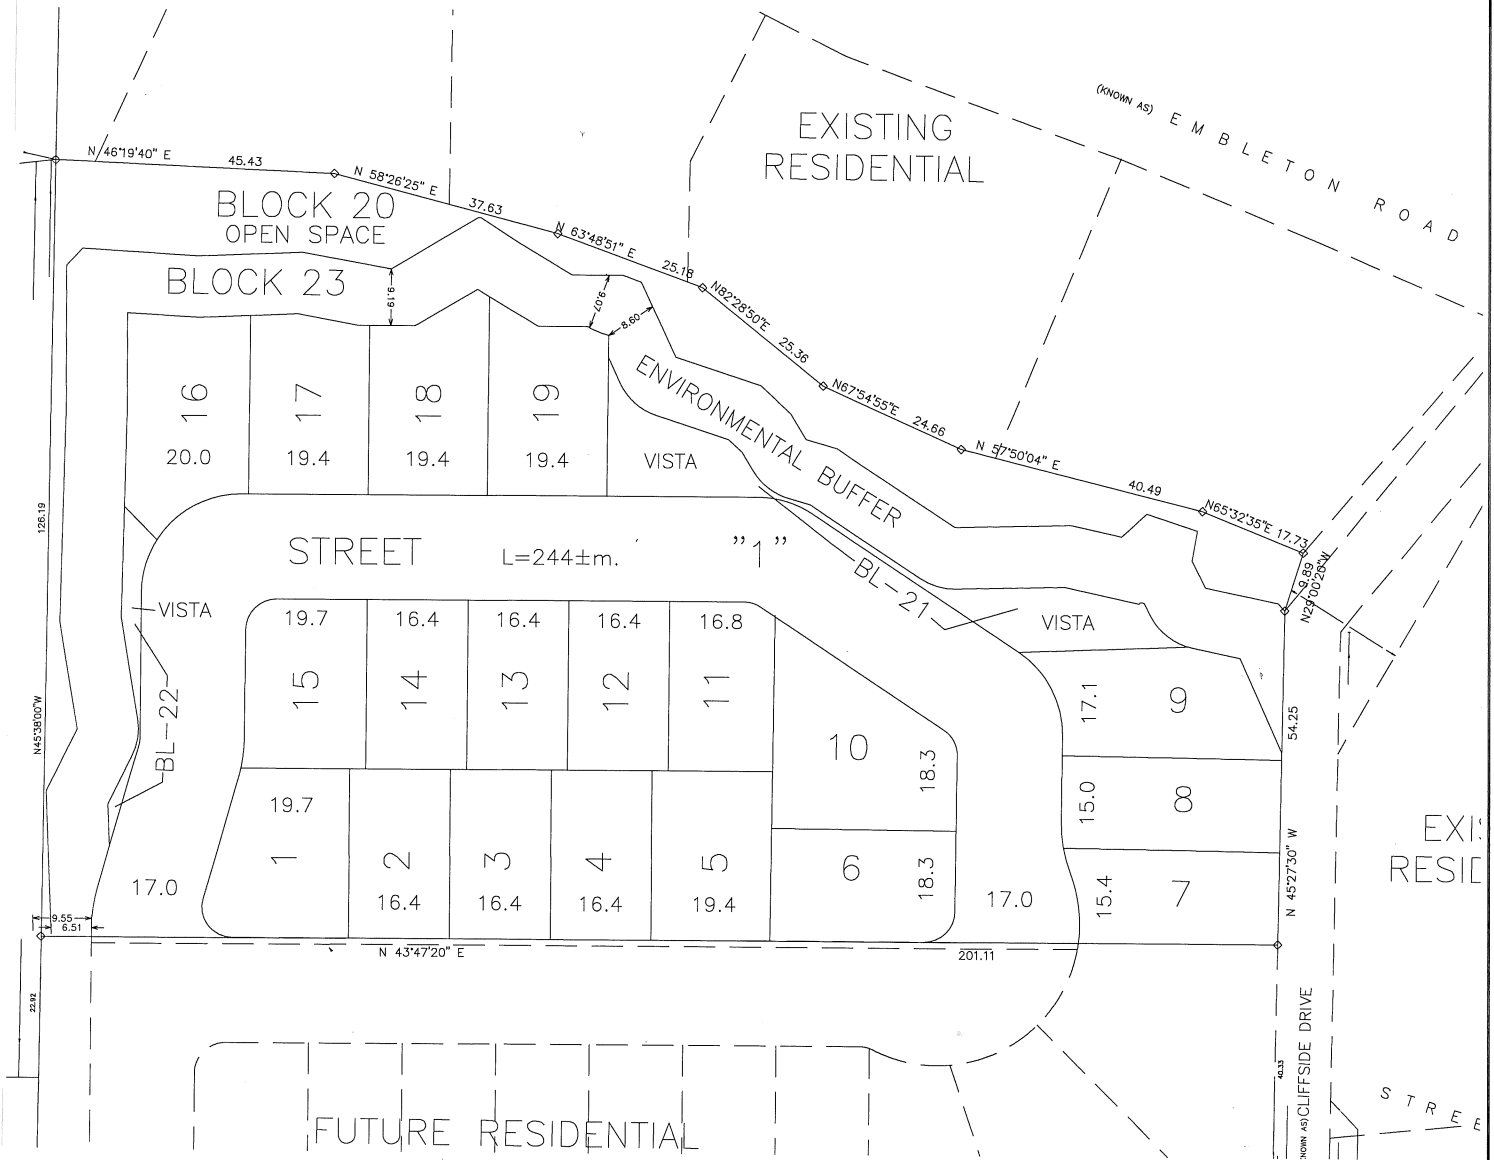 (KNOWN AS) EMBLETON ROAD
EXISTING
RESIDENTIAL
N 46°19'40" E
45.43
N 58°26'25" E
37.63
N 63°48'51" E
25.18
N82°28'50"E
25.36
N67°54'55"E
24.66
N 57°50'04" E
40.49
N65°32'35"E 17.73
9.89
N29°00'20"W
BLOCK 20
OPEN SPACE
BLOCK 23
9.19
9.07
8.60
ENVIRONMENTAL BUFFER
16
20.0
17
19.4
18
19.4
19
19.4
VISTA
126.19
N45°38'00"W
STREET "1"
L=244±m.
VISTA
BL-21
VISTA
BL-22
15
19.7
14
16.4
13
16.4
12
16.4
11
16.8
10
18.3
9
17.1
8
15.0
7
15.4
54.25
N 45°27'30" W
1
19.7
2
16.4
3
16.4
4
16.4
5
19.4
6
18.3
17.0
17.0
EXIS
RESID
9.55
6.51
N 43°47'20" E
201.11
22.92
40.33
KNOWN AS) CLIFFSIDE DRIVE
STREE
FUTURE RESIDENTIAL